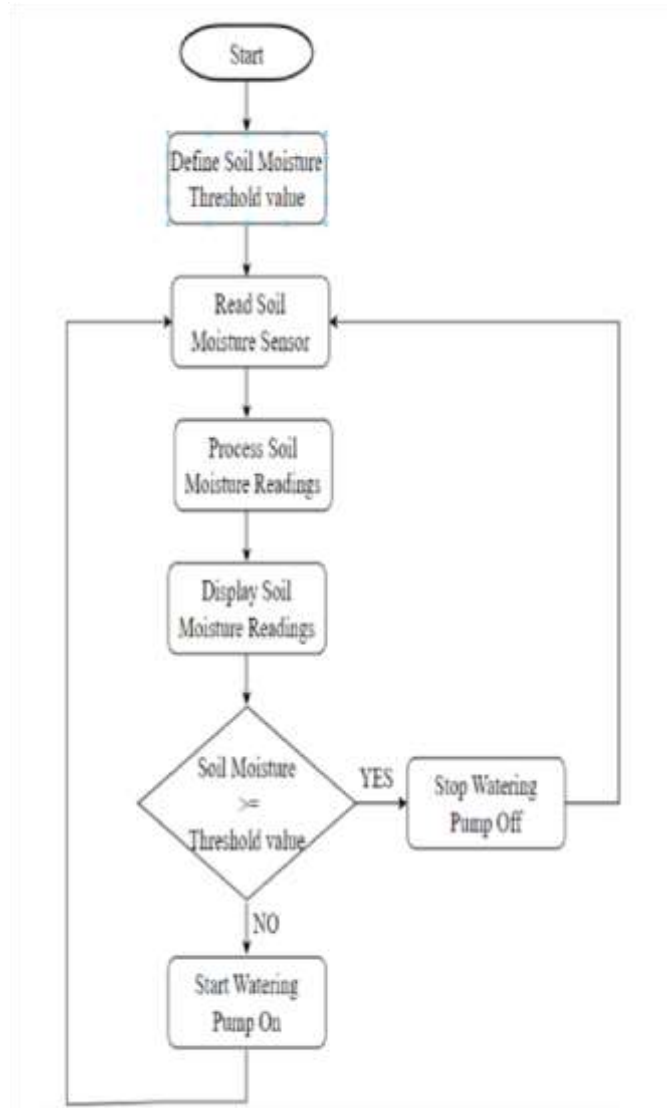 Start
Define Soil Moisture
Threshold value
Read Soil
Moisture Sensor
Process Soil
Moisture Readings
Display Soil
Moisture Readings
Soil Moisture
>=
Threshold value
YES
Stop Watering
Pump Off
NO
Start Watering
Pump On